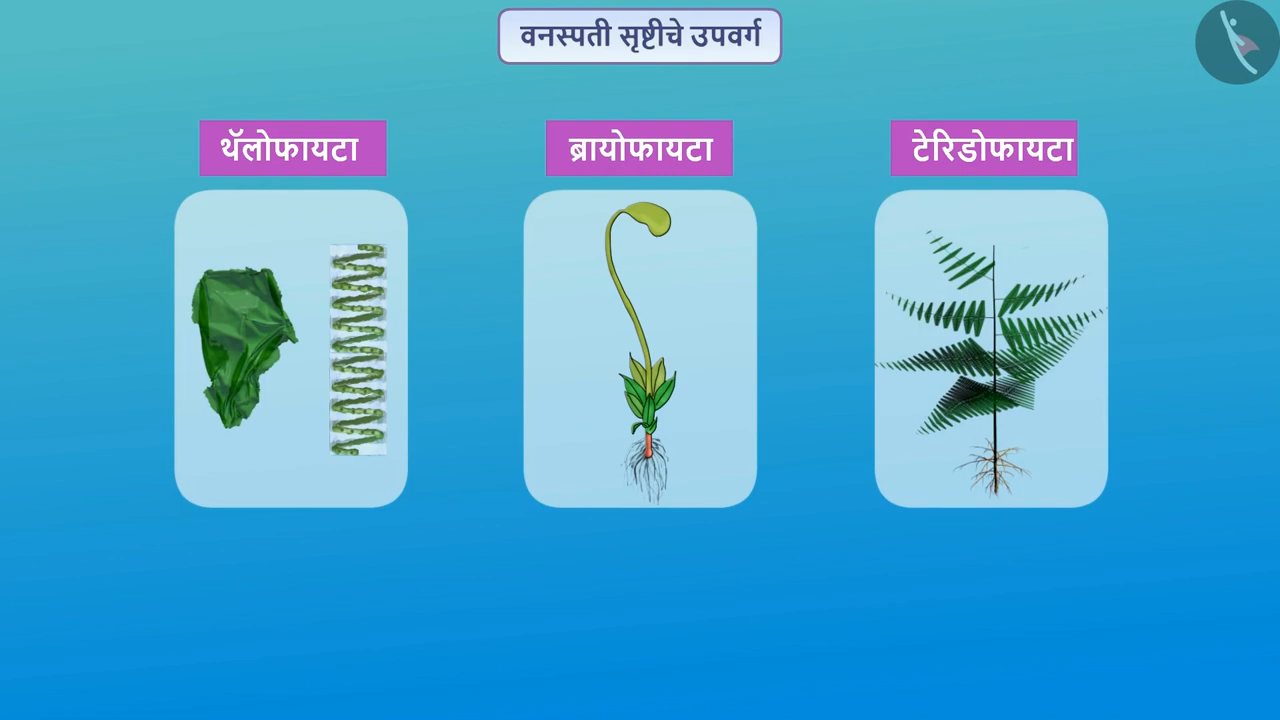 वनस्पती सृष्टीचे उपवर्ग
थॅलोफायटा
ब्रायोफायटा
टेरिडोफायटा